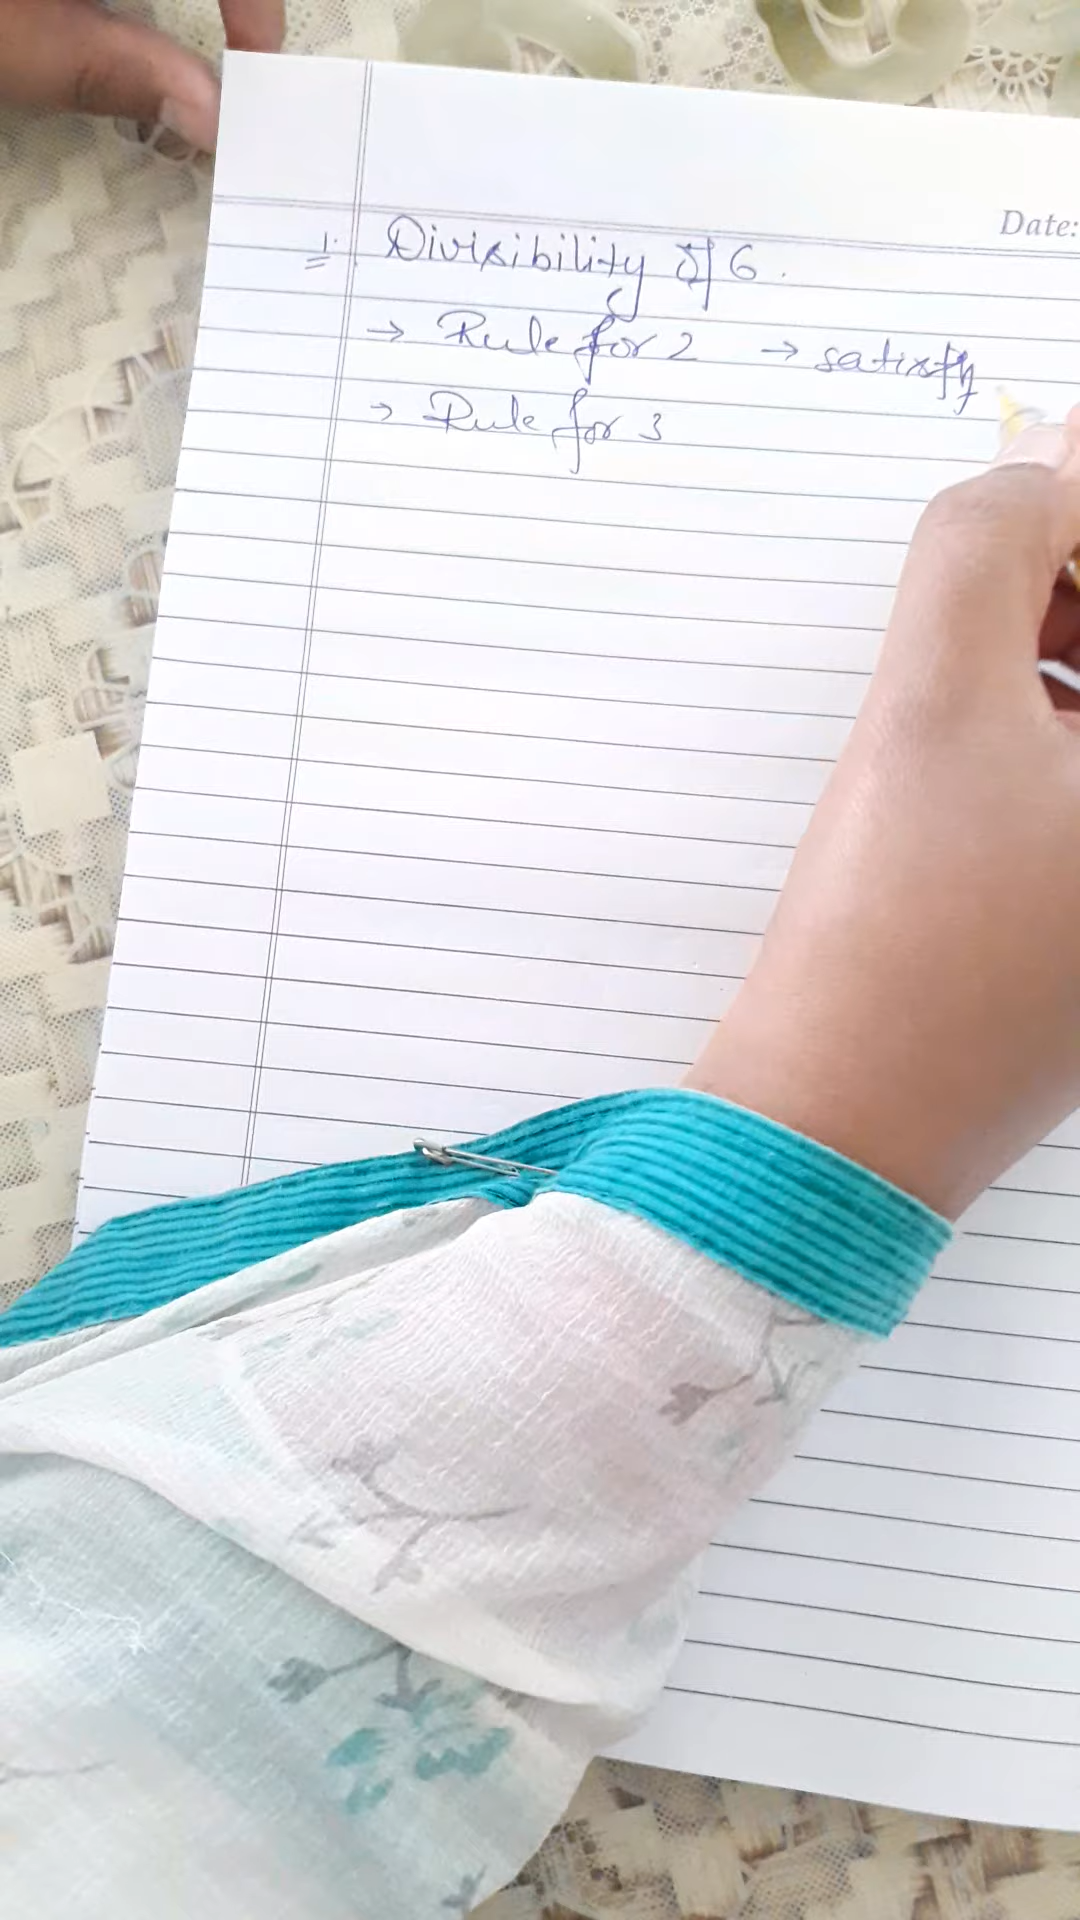 Date:
1. Divisibility of 6.
→ Rule for 2 → satisfy
→ Rule for 3